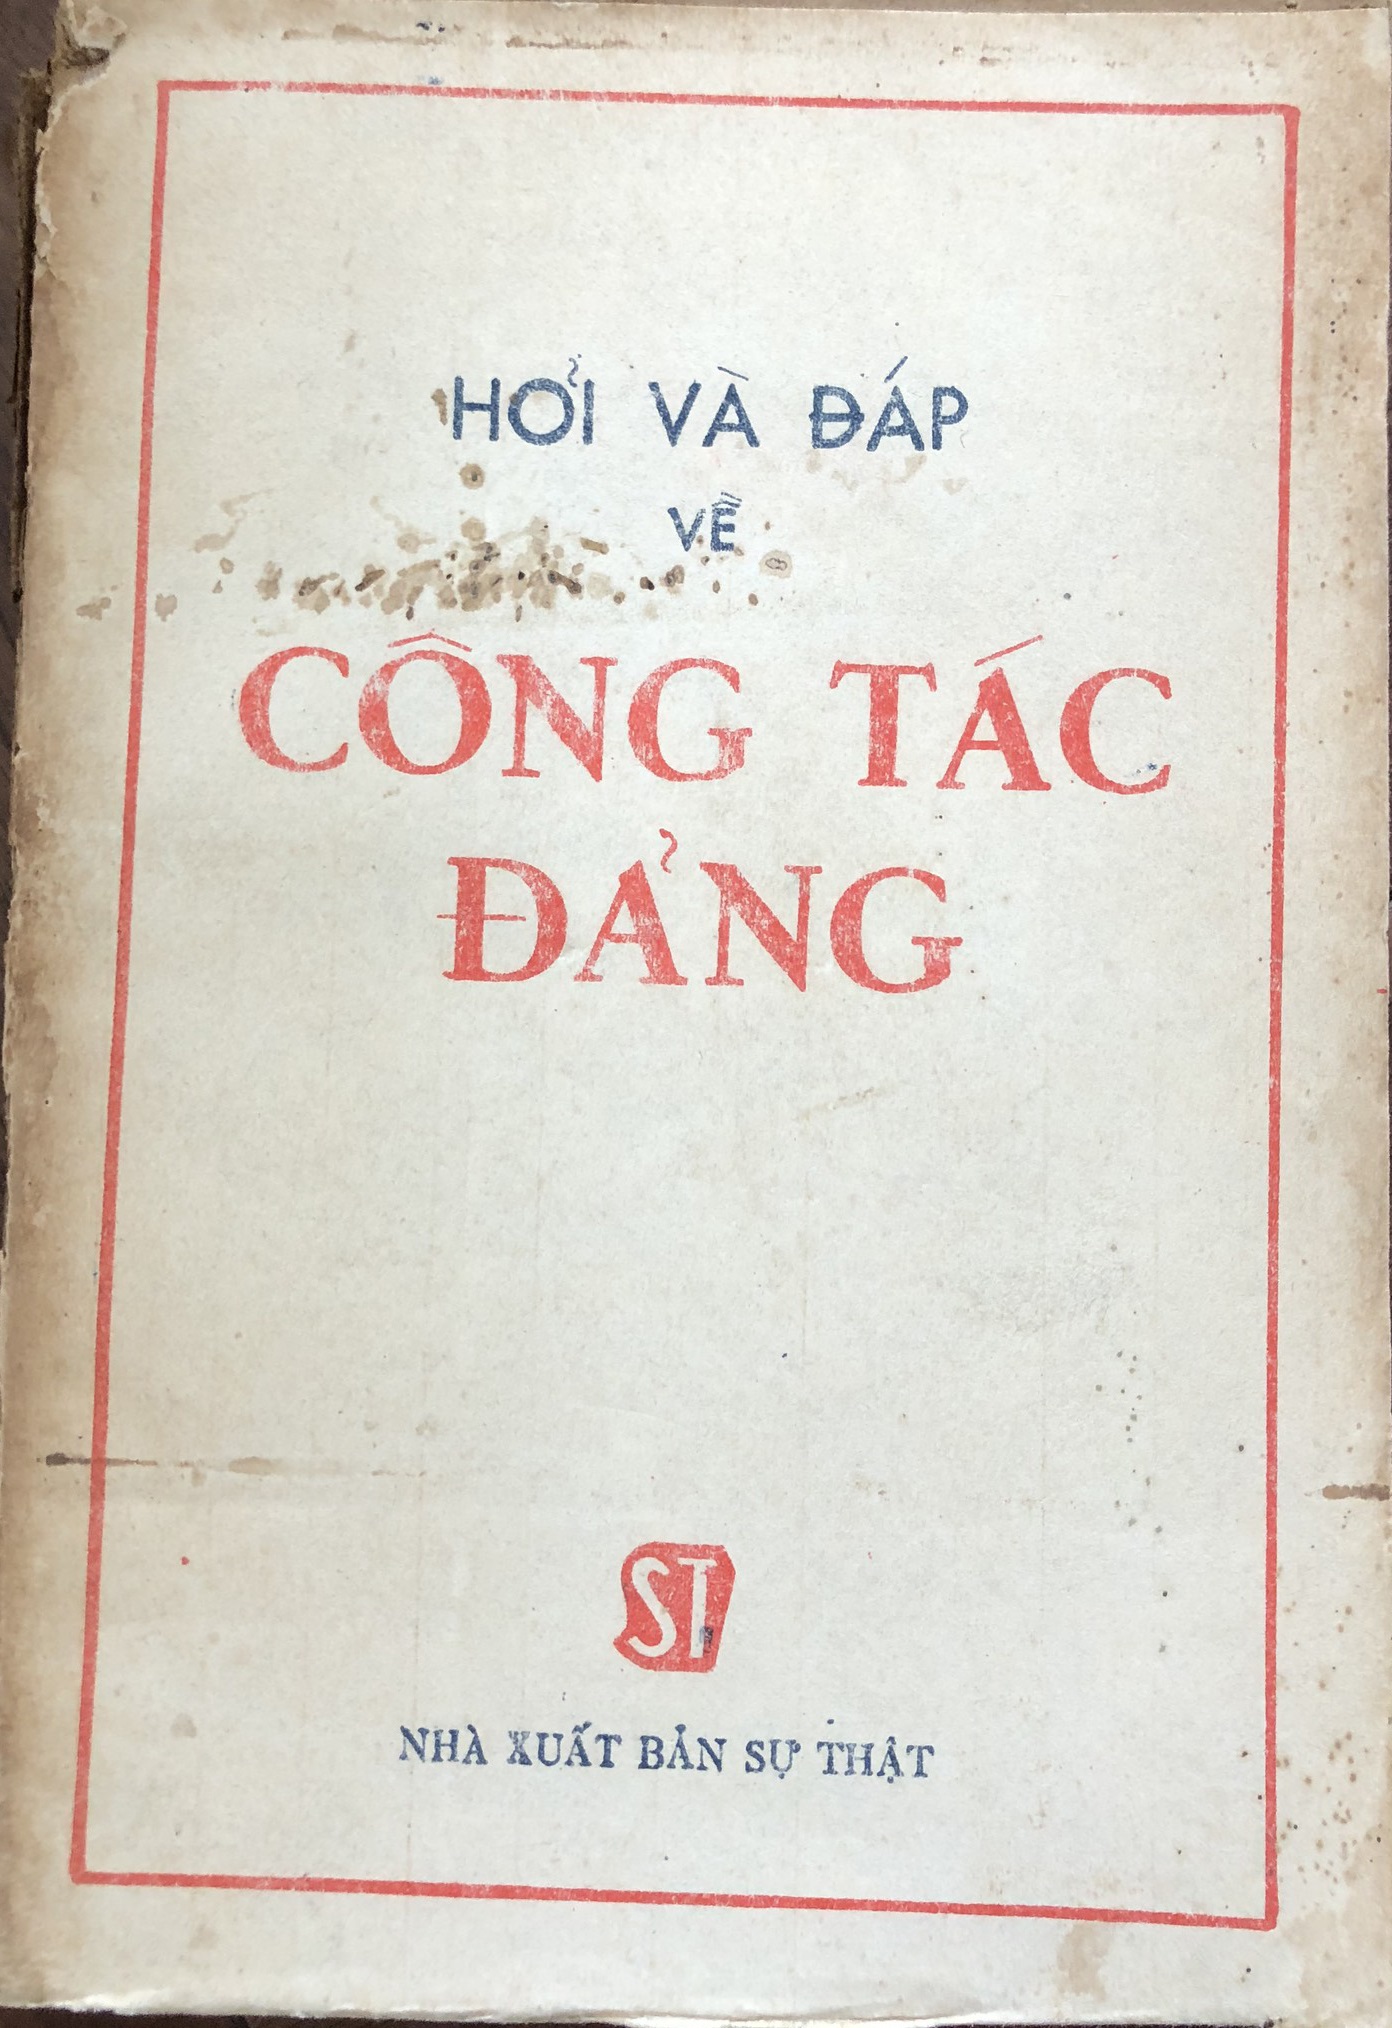 HỎI VÀ ĐÁP
VỀ
CÔNG TÁC
ĐẢNG
ST
NHÀ XUẤT BẢN SỰ THẬT